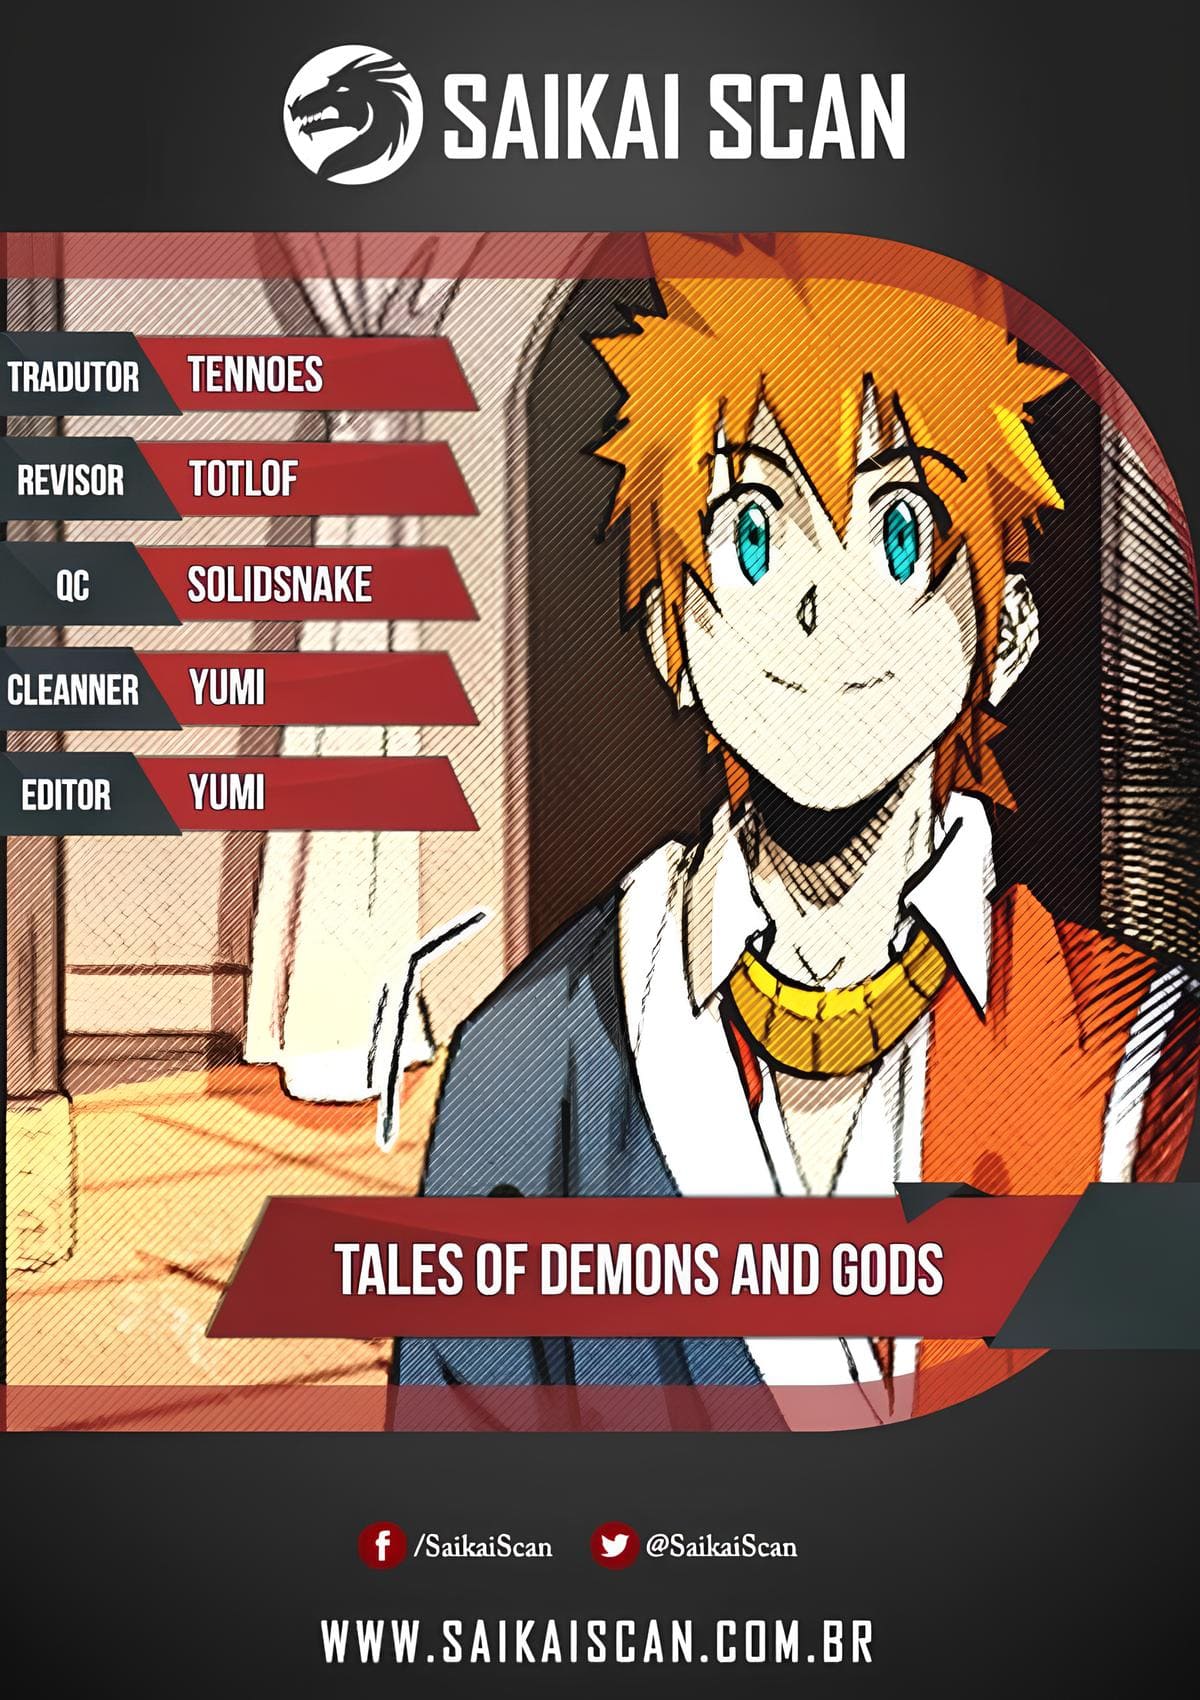 SAIKAI SCAN
TRADUTOR TENNOES
REVISOR TOTLOF
QC SOLIDSNAKE
CLEANNER YUMI
EDITOR YUMI
TALES OF DEMONS AND GODS
/SaikaiScan @SaikaiScan
WWW.SAIKAISCAN.COM.BR